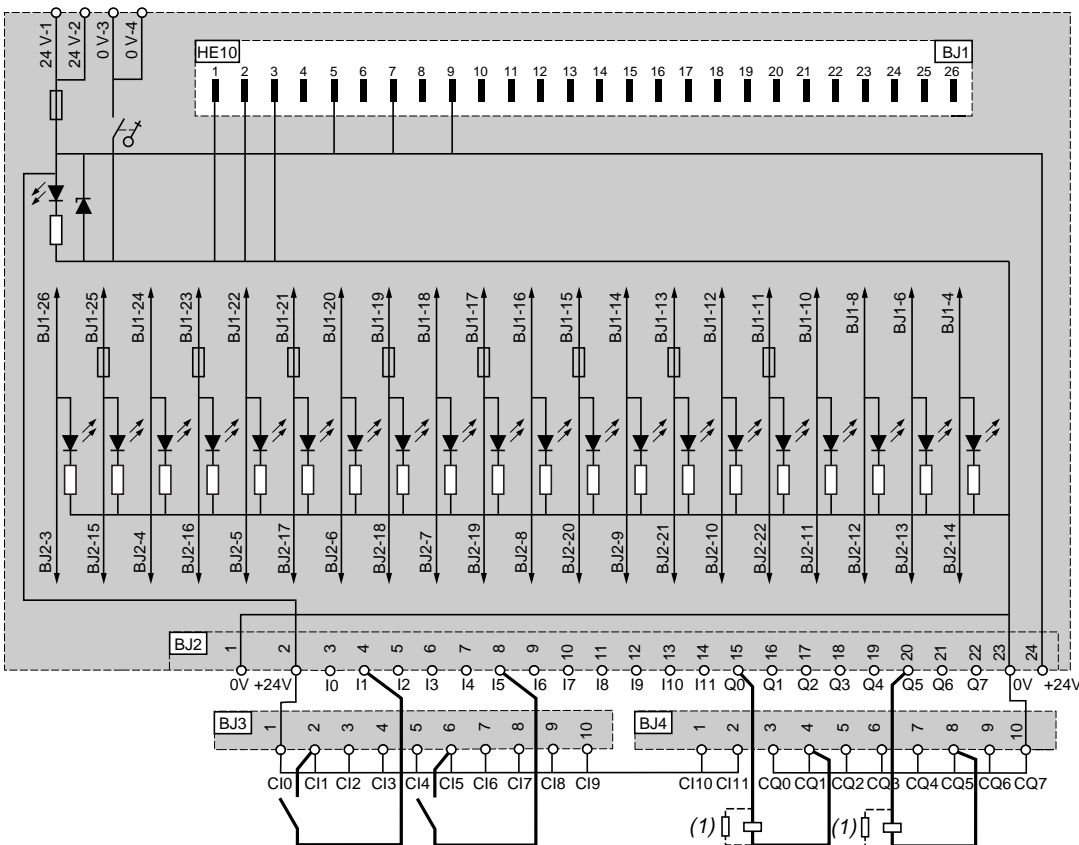 24 V-1 24 V-2 0 V-3 0 V-4
HE10 BJ1
1 2 3 4 5 6 7 8 9 10 11 12 13 14 15 16 17 18 19 20 21 22 23 24 25 26
BJ1-26 BJ1-25 BJ1-24 BJ1-23 BJ1-22 BJ1-21 BJ1-20 BJ1-19 BJ1-18 BJ1-17 BJ1-16 BJ1-15 BJ1-14 BJ1-13 BJ1-12 BJ1-11 BJ1-10 BJ1-8 BJ1-6 BJ1-4
BJ2-3 BJ2-15 BJ2-4 BJ2-16 BJ2-5 BJ2-17 BJ2-6 BJ2-18 BJ2-7 BJ2-19 BJ2-8 BJ2-20 BJ2-9 BJ2-21 BJ2-10 BJ2-22 BJ2-11 BJ2-12 BJ2-13 BJ2-14
BJ2 1 2 3 4 5 6 7 8 9 10 11 12 13 14 15 16 17 18 19 20 21 22 23 24
0V +24V I0 I1 I2 I3 I4 I5 I6 I7 I8 I9 I10 I11 Q0 Q1 Q2 Q3 Q4 Q5 Q6 Q7 0V +24V
BJ3 1 2 3 4 5 6 7 8 9 10 BJ4 1 2 3 4 5 6 7 8 9 10
CI0 CI1 CI2 CI3 CI4 CI5 CI6 CI7 CI8 CI9 CI10 CI11 CQ0 CQ1 CQ2 CQ3 CQ4 CQ5 CQ6 CQ7
(1) (1)